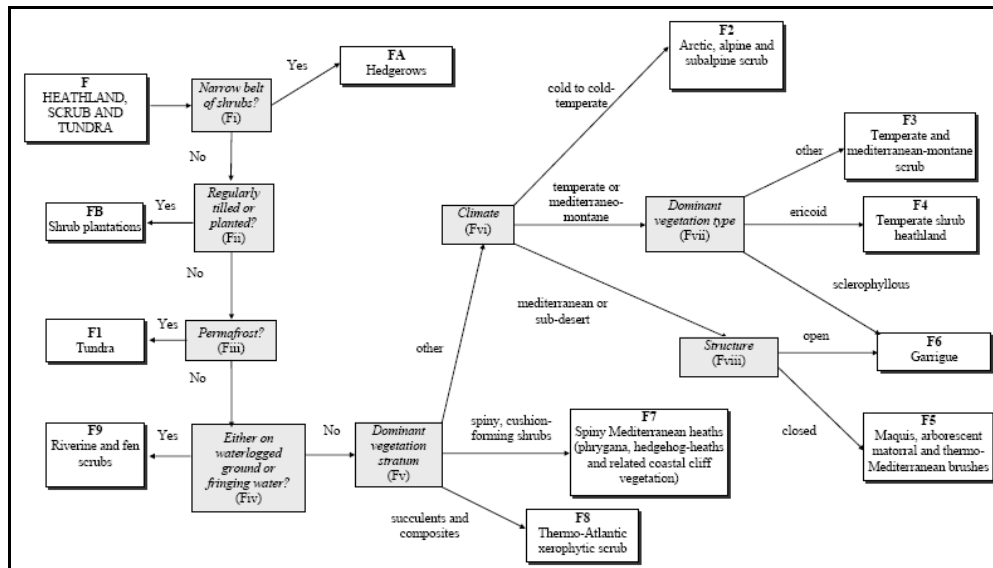 F
HEATHLAND,
SCRUB AND
TUNDRA
Narrow belt
of shrubs?
(Fi)
Yes
FA
Hedgerows
No
Regularly
tilled or
planted?
(Fii)
Yes
FB
Shrub plantations
No
Permafrost?
(Fiii)
Yes
F1
Tundra
No
Either on
waterlogged
ground or
fringing water?
(Fiv)
Yes
F9
Riverine and fen
scrubs
No
Dominant
vegetation
stratum
(Fv)
other
spiny, cushion-
forming shrubs
F7
Spiny Mediterranean heaths
(phrygana, hedgehog-heaths
and related coastal cliff
vegetation)
succulents and
composites
F8
Thermo-Atlantic
xerophytic scrub
Climate
(Fvi)
cold to cold-
temperate
F2
Arctic, alpine and
subalpine scrub
temperate or
mediterraneo-
montane
Dominant
vegetation type
(Fvii)
other
F3
Temperate and
mediterranean-montane
scrub
ericoid
F4
Temperate shrub
heathland
sclerophyllous
mediterranean or
sub-desert
Structure
(Fviii)
open
F6
Garrigue
closed
F5
Maquis, arborescent
matorral and thermo-
Mediterranean brushes